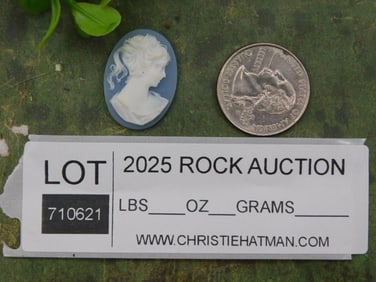 LOT
710621
2025 ROCK AUCTION
LBS____OZ___GRAMS______
WWW.CHRISTIEHATMAN.COM